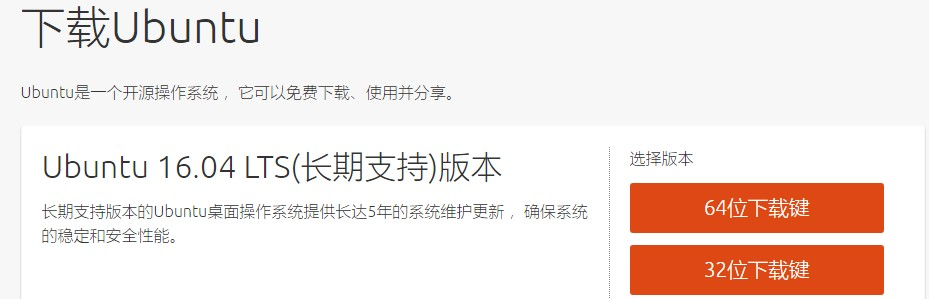 下载Ubuntu
Ubuntu是一个开源操作系统，它可以免费下载、使用并分享。
Ubuntu 16.04 LTS(长期支持)版本
长期支持版本的Ubuntu桌面操作系统提供长达5年的系统维护更新，确保系统
的稳定和安全性能。
选择版本
64位下载键
32位下载键